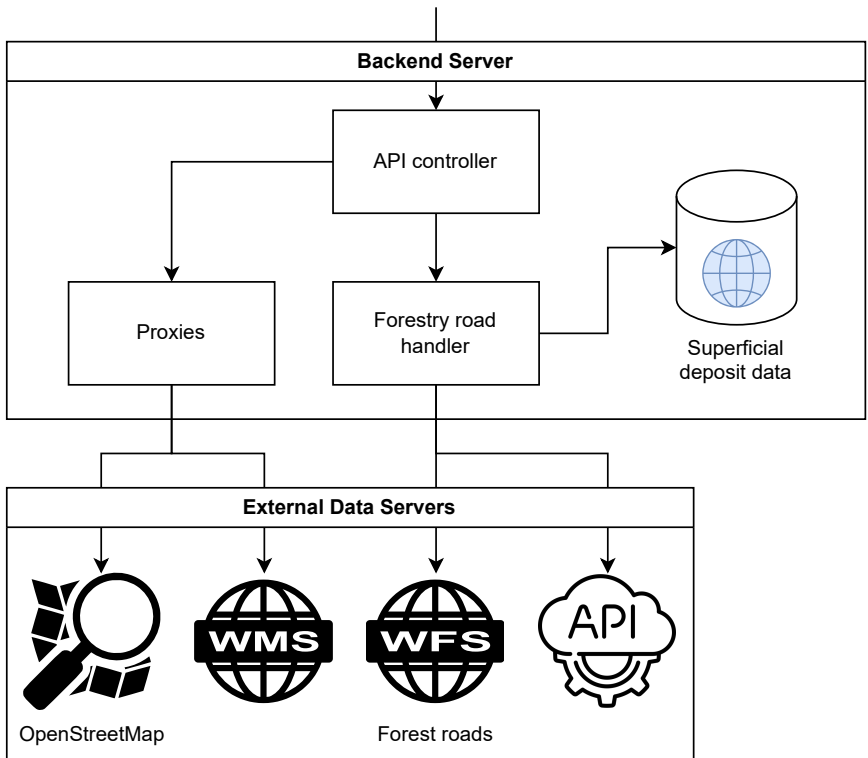 Backend Server
API controller
Proxies
Forestry road
handler
Superficial
deposit data
External Data Servers
WMS
WFS
API
OpenStreetMap
Forest roads